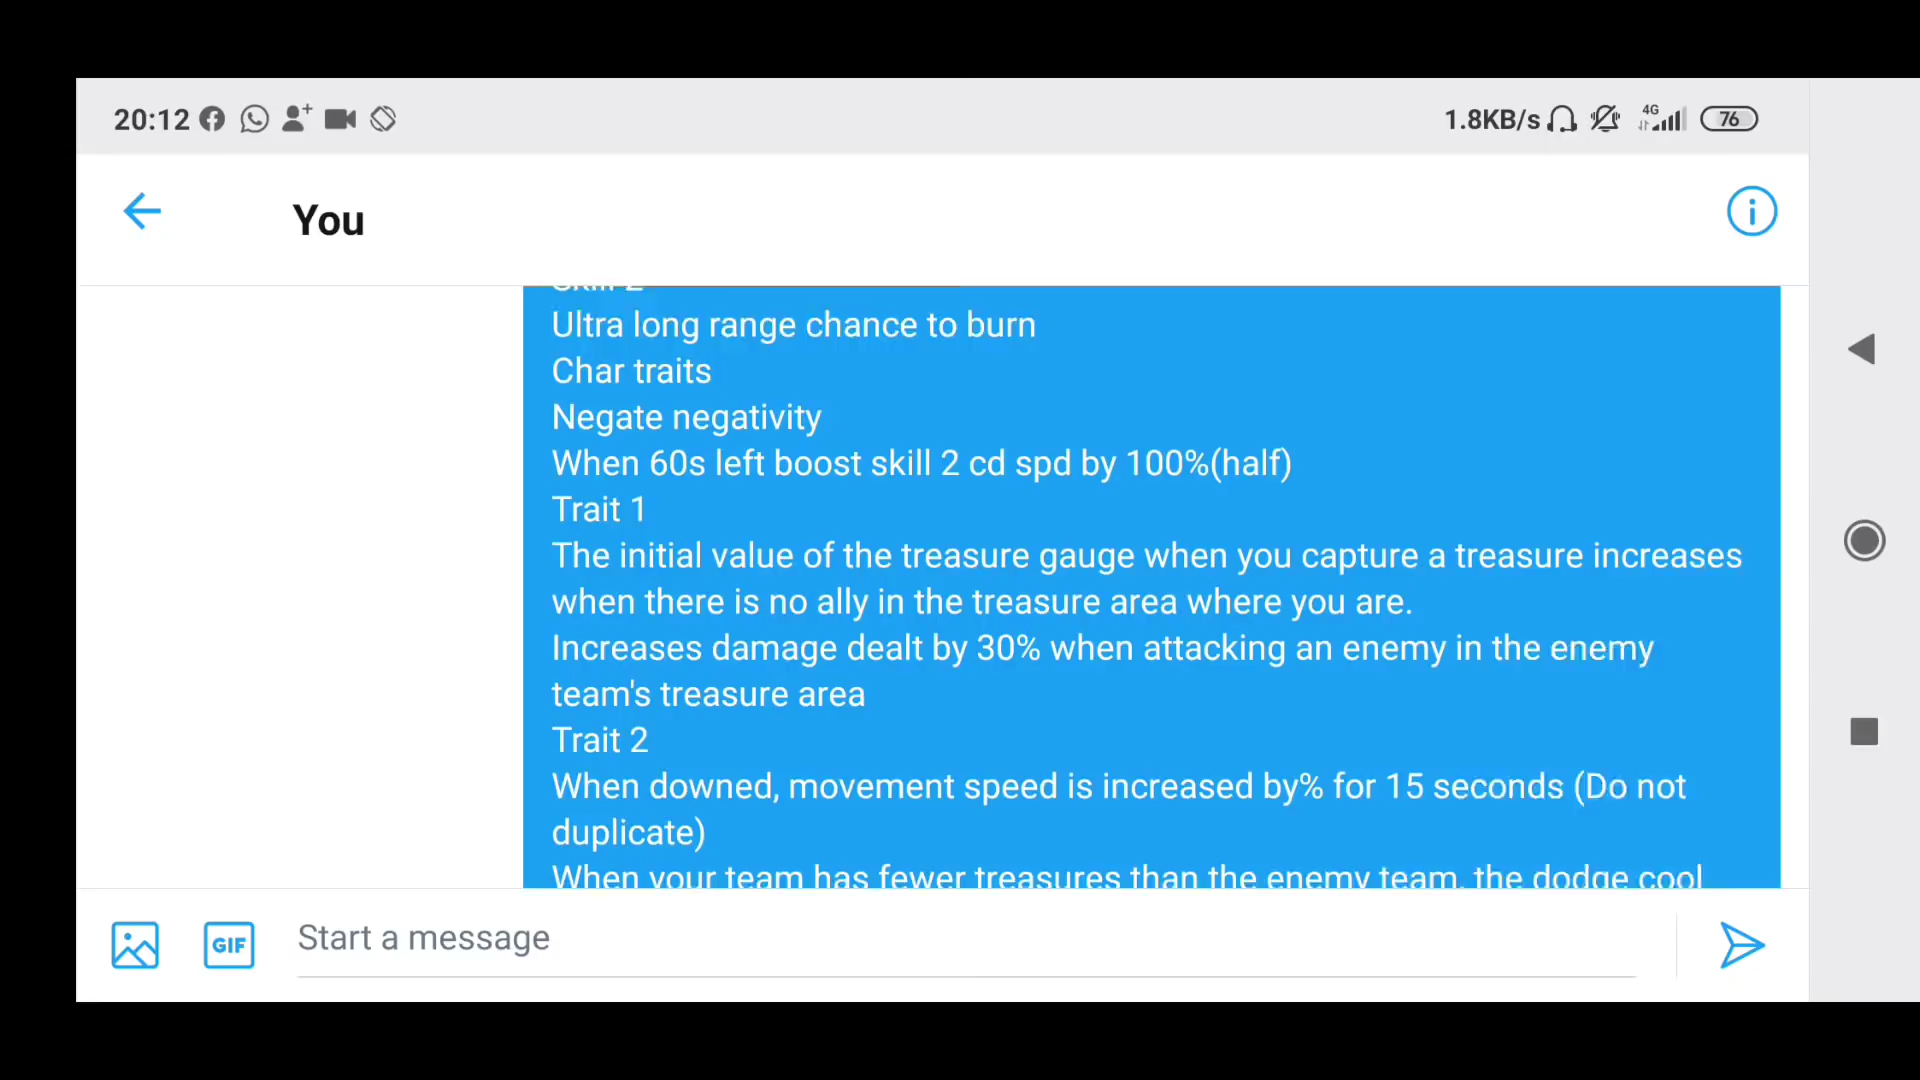 20:12
1.8KB/s 4G 76
You
Skill 2
Ultra long range chance to burn
Char traits
Negate negativity
When 60s left boost skill 2 cd spd by 100%(half)
Trait 1
The initial value of the treasure gauge when you capture a treasure increases
when there is no ally in the treasure area where you are.
Increases damage dealt by 30% when attacking an enemy in the enemy
team's treasure area
Trait 2
When downed, movement speed is increased by% for 15 seconds (Do not
duplicate)
When your team has fewer treasures than the enemy team, the dodge cool
GIF
Start a message